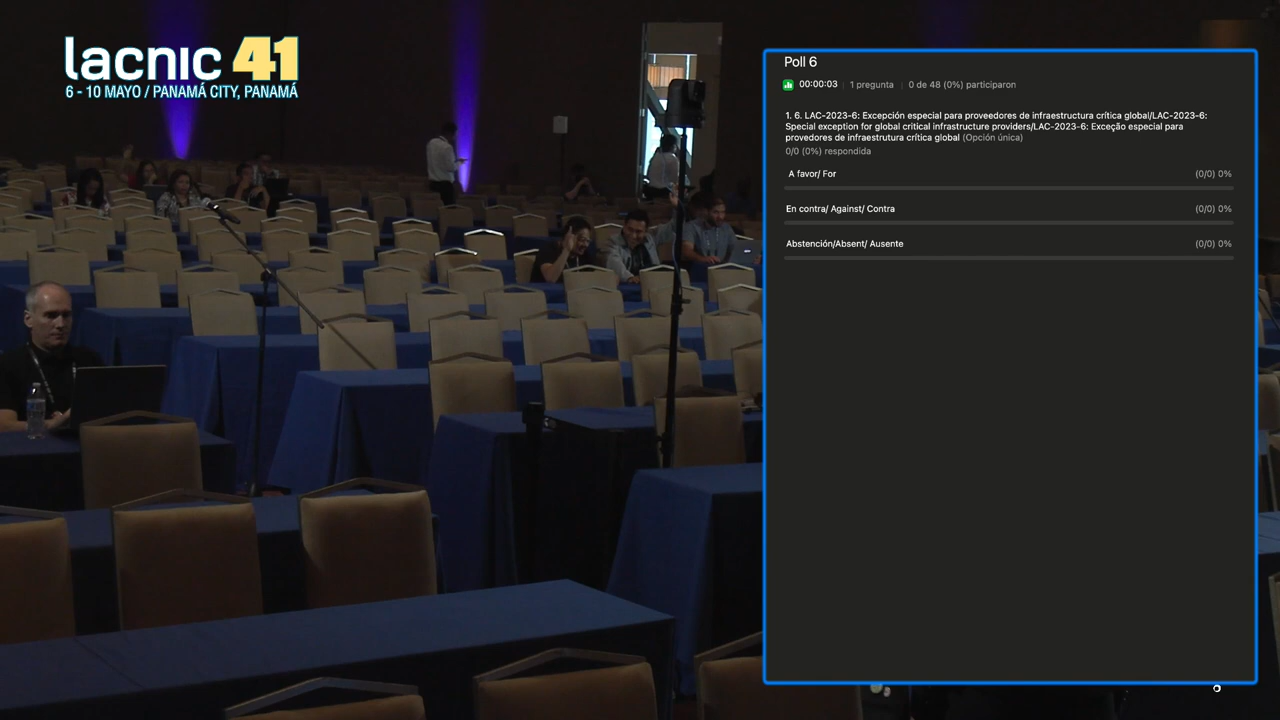 lacnic 41
6 - 10 MAYO / PANAMÁ CITY, PANAMÁ
Poll 6
00:00:03 | 1 pregunta | 0 de 48 (0%) participaron
1. 6. LAC-2023-6: Excepción especial para proveedores de infraestructura crítica global/LAC-2023-6:
Special exception for global critical infrastructure providers/LAC-2023-6: Exceção especial para
provedores de infraestrutura crítica global (Opción única)
0/0 (0%) respondida
A favor/ For (0/0) 0%
En contra/ Against/ Contra (0/0) 0%
Abstención/Absent/ Ausente (0/0) 0%